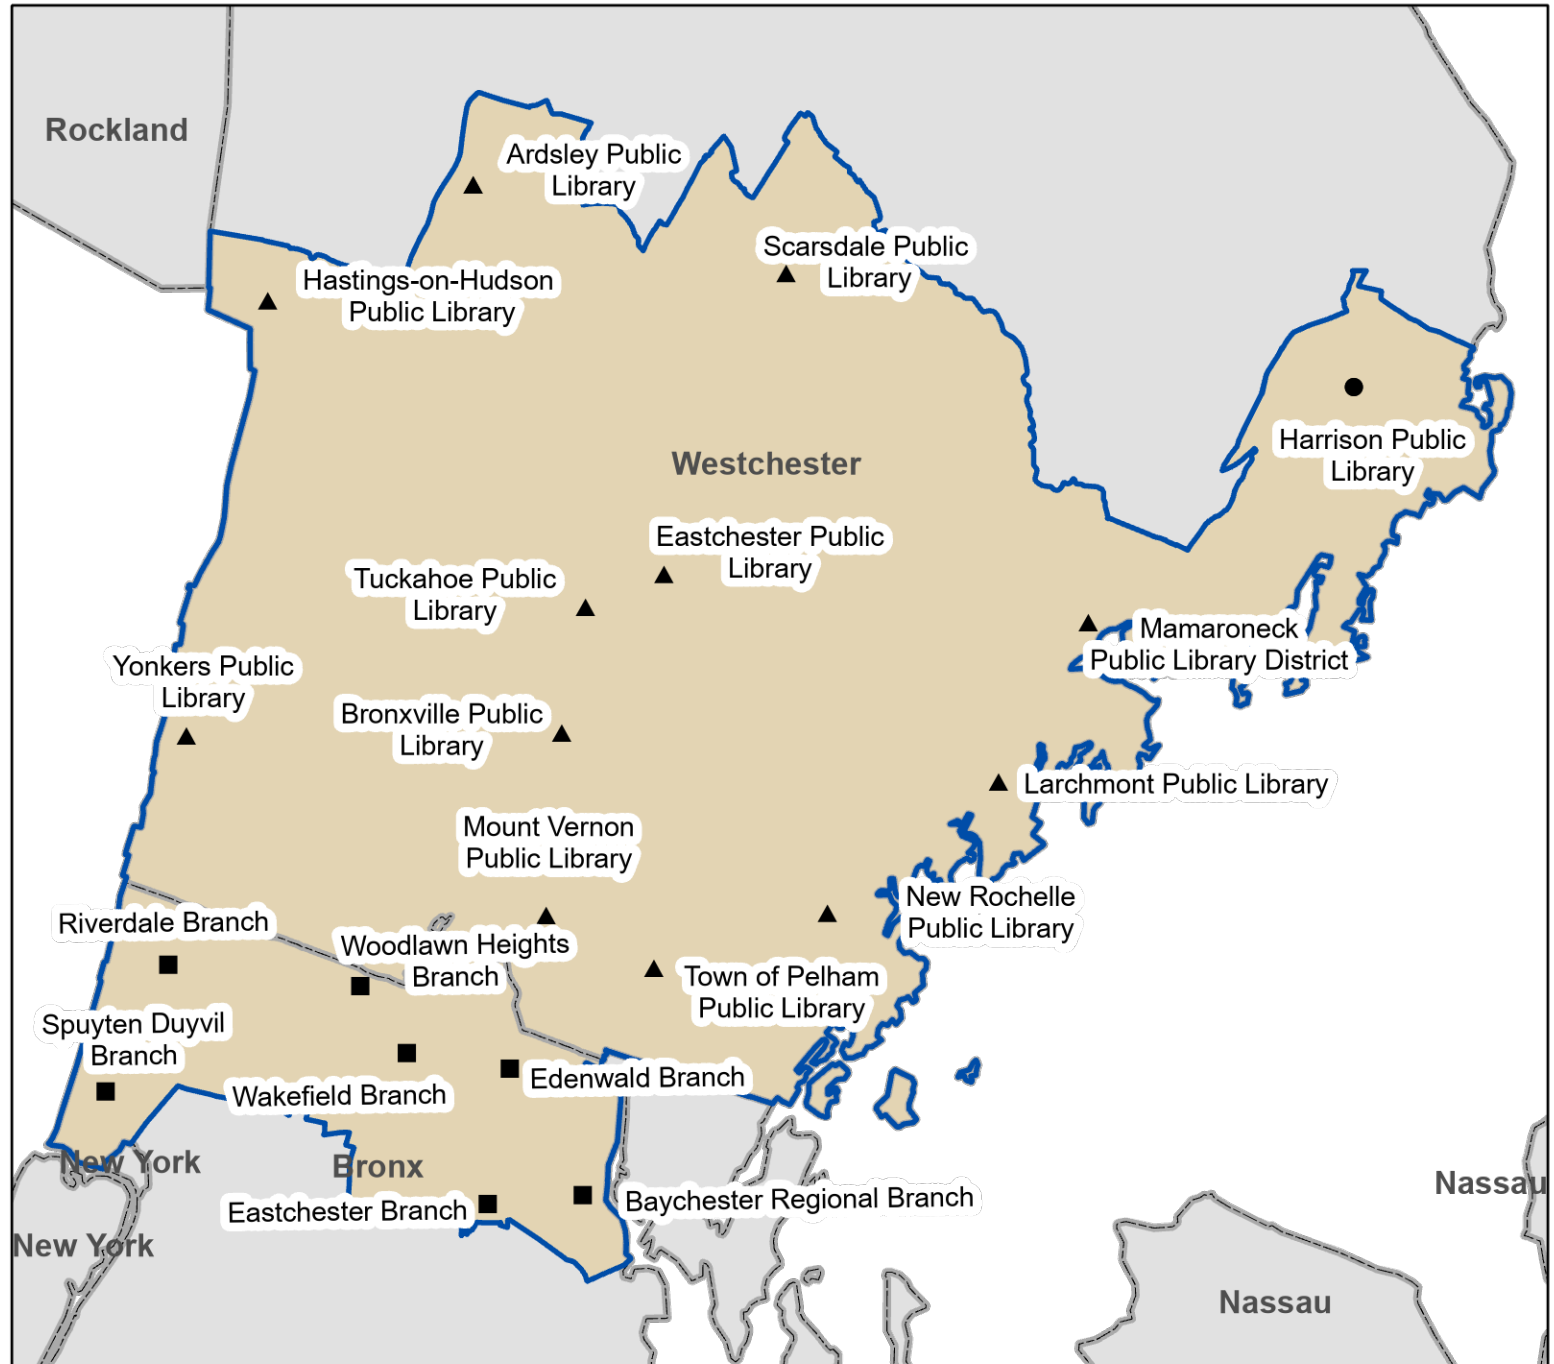 Rockland
Ardsley Public
Library
Scarsdale Public
Library
Hastings-on-Hudson
Public Library
Harrison Public
Library
Westchester
Eastchester Public
Library
Tuckahoe Public
Library
Mamaroneck
Public Library District
Yonkers Public
Library
Bronxville Public
Library
Larchmont Public Library
Mount Vernon
Public Library
New Rochelle
Public Library
Riverdale Branch
Woodlawn Heights
Branch
Town of Pelham
Public Library
Spuyten Duyvil
Branch
Edenwald Branch
Wakefield Branch
New York
Bronx
Nassau
Baychester Regional Branch
Eastchester Branch
New York
Nassau